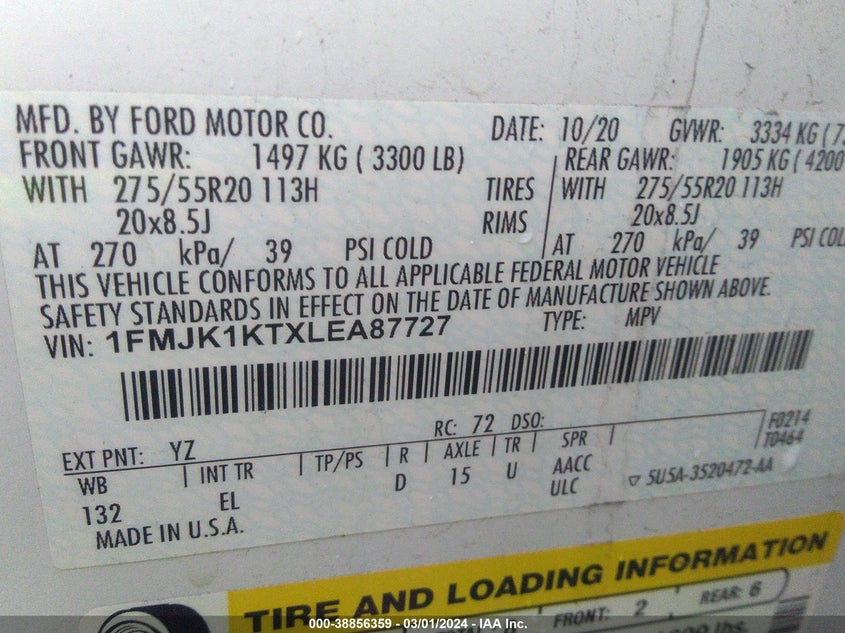 MFD. BY FORD MOTOR CO. DATE: 10/20 GVWR: 3334 KG
FRONT GAWR: 1497 KG ( 3300 LB) REAR GAWR: 1905 KG ( 4200
WITH 275/55R20 113H TIRES WITH 275/55R20 113H
20x8.5J RIMS 20x8.5J
AT 270 kPa/ 39 PSI COLD AT 270 kPa/ 39 PSI COL
THIS VEHICLE CONFORMS TO ALL APPLICABLE FEDERAL MOTOR VEHICLE
SAFETY STANDARDS IN EFFECT ON THE DATE OF MANUFACTURE SHOWN ABOVE.
VIN: 1FMJK1KTXLEA87727 TYPE: MPV
EXT PNT: YZ RC: 72 DSO: F0214
T0464
WB INT TR TP/PS R AXLE TR SPR
132 EL D 15 U AACC
ULC ▽ 5U5A-3520472-AA
MADE IN U.S.A.
TIRE AND LOADING INFORMATION
FRONT: 2 REAR: 6
lbs.
000-38856359 - 03/01/2024 - IAA Inc.